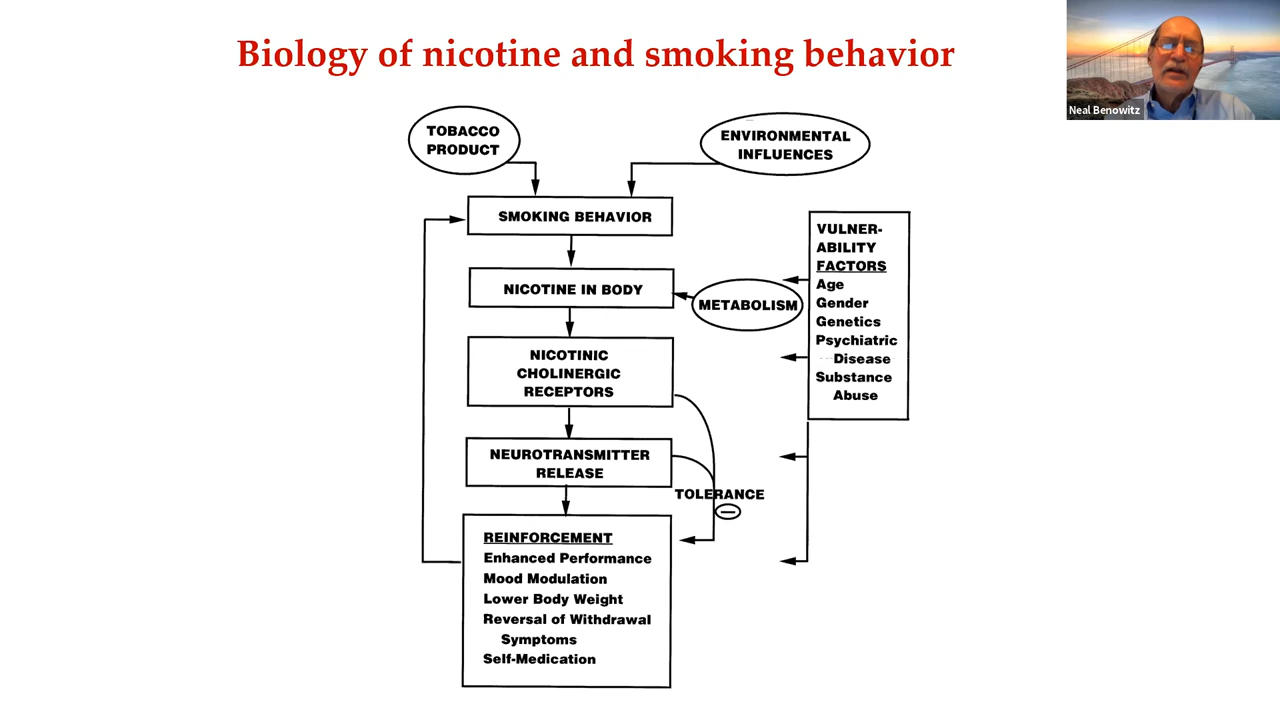 Biology of nicotine and smoking behavior
Neal Benowitz
TOBACCO
PRODUCT
ENVIRONMENTAL
INFLUENCES
SMOKING BEHAVIOR
NICOTINE IN BODY
METABOLISM
NICOTINIC
CHOLINERGIC
RECEPTORS
NEUROTRANSMITTER
RELEASE
TOLERANCE
REINFORCEMENT
Enhanced Performance
Mood Modulation
Lower Body Weight
Reversal of Withdrawal
Symptoms
Self-Medication
VULNER-
ABILITY
FACTORS
Age
Gender
Genetics
Psychiatric
Disease
Substance
Abuse